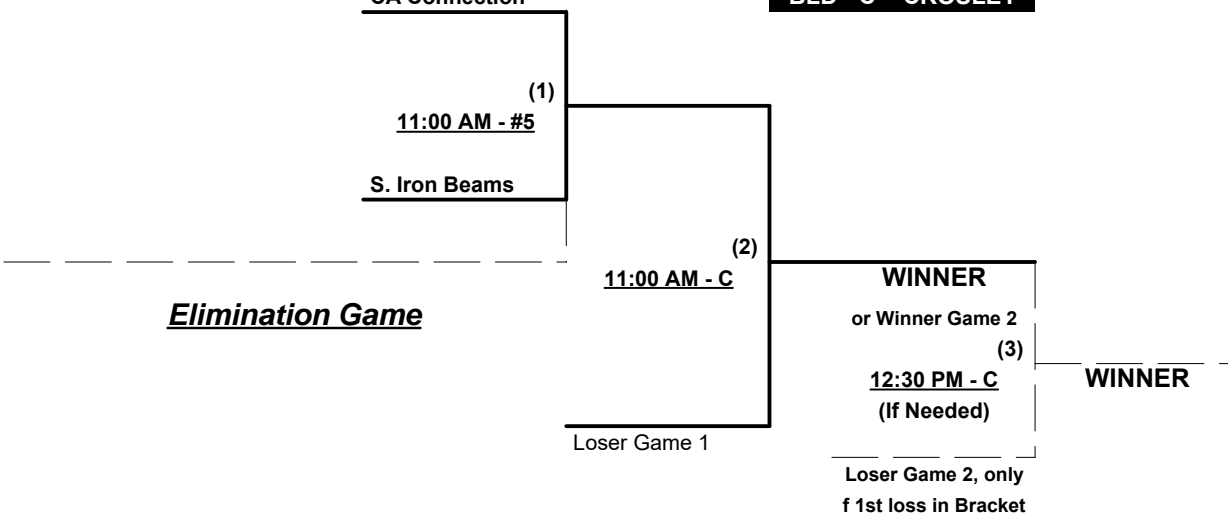 Connection
(1)
11:00 AM - #5
S. Iron Beams
(2)
11:00 AM - C
WINNER
Elimination Game
or Winner Game 2
(3)
12:30 PM - C
WINNER
(If Needed)
Loser Game 1
Loser Game 2, only
f 1st loss in Bracket